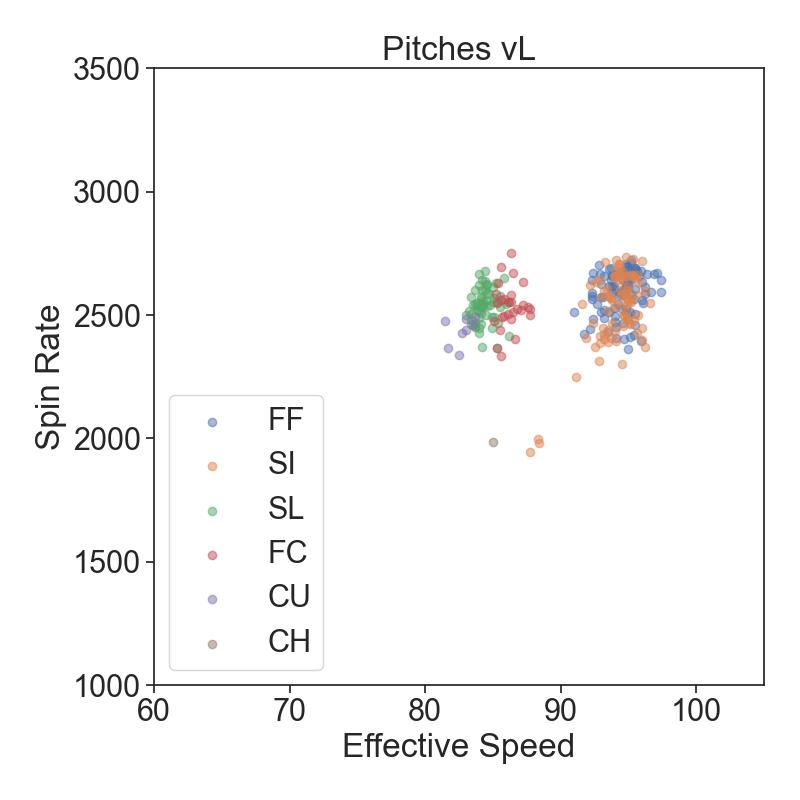 Pitches vL
3500
3000
2500
2000
1500
1000
Spin Rate
FF
SI
SL
FC
CU
CH
60 70 80 90 100
Effective Speed